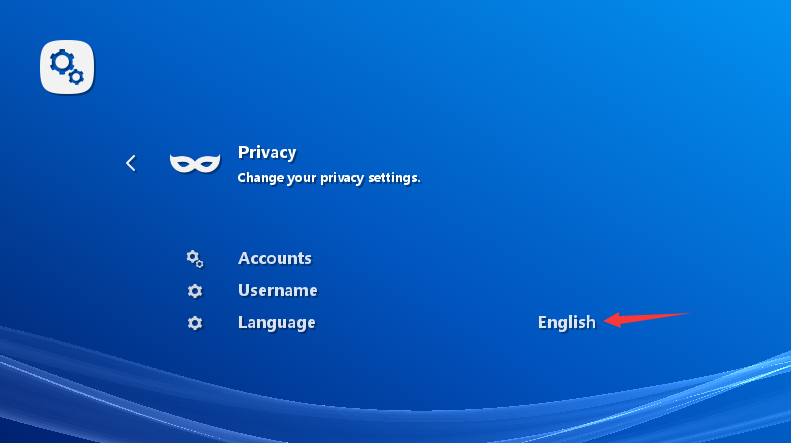 Privacy
Change your privacy settings.
Accounts
Username
Language English